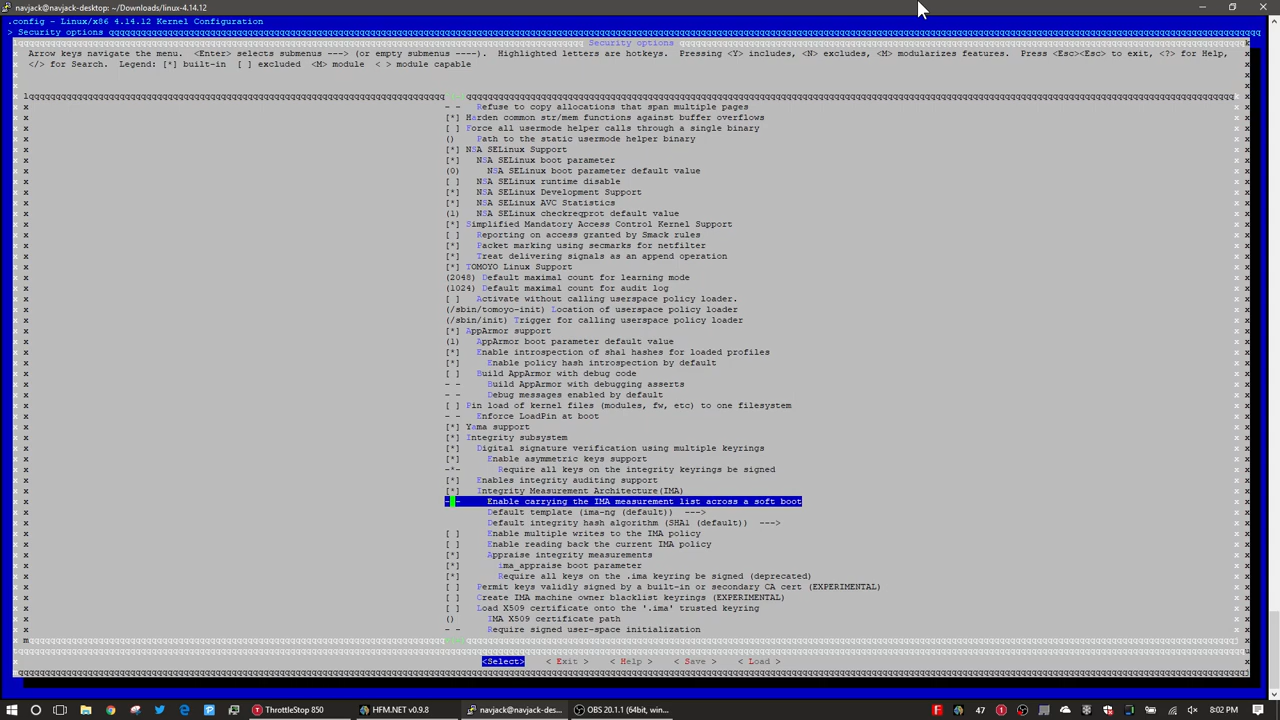 navjack@navjack-desktop: ~/Downloads/linux-4.14.12
.config - Linux/x86 4.14.12 Kernel Configuration
> Security options
Security options
Arrow keys navigate the menu. <Enter> selects submenus ---> (or empty submenus ----). Highlighted letters are hotkeys. Pressing <Y> includes, <N> excludes, <M> modularizes features. Press <Esc><Esc> to exit, <?> for Help,
</> for Search. Legend: [*] built-in [ ] excluded <M> module < > module capable
- - Refuse to copy allocations that span multiple pages
[*] Harden common str/mem functions against buffer overflows
[ ] Force all usermode helper calls through a single binary
() Path to the static usermode helper binary
[*] NSA SELinux Support
[*] NSA SELinux boot parameter
(0) NSA SELinux boot parameter default value
[ ] NSA SELinux runtime disable
[*] NSA SELinux Development Support
[*] NSA SELinux AVC Statistics
(1) NSA SELinux checkreqprot default value
[*] Simplified Mandatory Access Control Kernel Support
[ ] Reporting on access granted by Smack rules
[*] Packet marking using secmarks for netfilter
[*] Treat delivering signals as an append operation
[*] TOMOYO Linux Support
(2048) Default maximal count for learning mode
(1024) Default maximal count for audit log
[ ] Activate without calling userspace policy loader.
(/sbin/tomoyo-init) Location of userspace policy loader
(/sbin/init) Trigger for calling userspace policy loader
[*] AppArmor support
(1) AppArmor boot parameter default value
[*] Enable introspection of sha1 hashes for loaded profiles
[*] Enable policy hash introspection by default
[ ] Build AppArmor with debug code
- - Build AppArmor with debugging asserts
- - Debug messages enabled by default
[ ] Pin load of kernel files (modules, fw, etc) to one filesystem
- - Enforce LoadPin at boot
[*] Yama support
[*] Integrity subsystem
[*] Digital signature verification using multiple keyrings
[*] Enable asymmetric keys support
-*- Require all keys on the integrity keyrings be signed
[*] Enables integrity auditing support
[*] Integrity Measurement Architecture(IMA)
- - Enable carrying the IMA measurement list across a soft boot
Default template (ima-ng (default)) --->
Default integrity hash algorithm (SHA1 (default)) --->
[ ] Enable multiple writes to the IMA policy
[ ] Enable reading back the current IMA policy
[*] Appraise integrity measurements
[*] ima_appraise boot parameter
[*] Require all keys on the .ima keyring be signed (deprecated)
[ ] Permit keys validly signed by a built-in or secondary CA cert (EXPERIMENTAL)
[ ] Create IMA machine owner blacklist keyrings (EXPERIMENTAL)
[ ] Load X509 certificate onto the '.ima' trusted keyring
() IMA X509 certificate path
- - Require signed user-space initialization
<Select> < Exit > < Help > < Save > < Load >
ThrottleStop 850 HFM.NET v0.9.8 navjack@navjack-des... OBS 20.1.1 (64bit, win... 47 8:02 PM